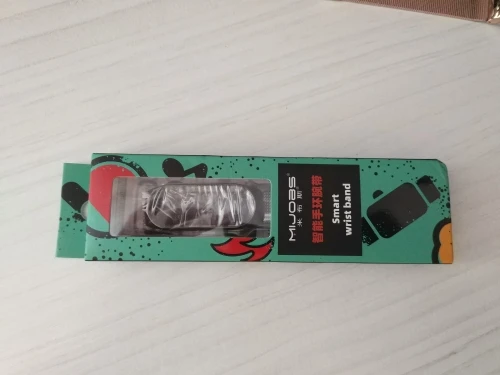 MIJOBS®
米布斯
智能手环腕带
Smart
wrist band